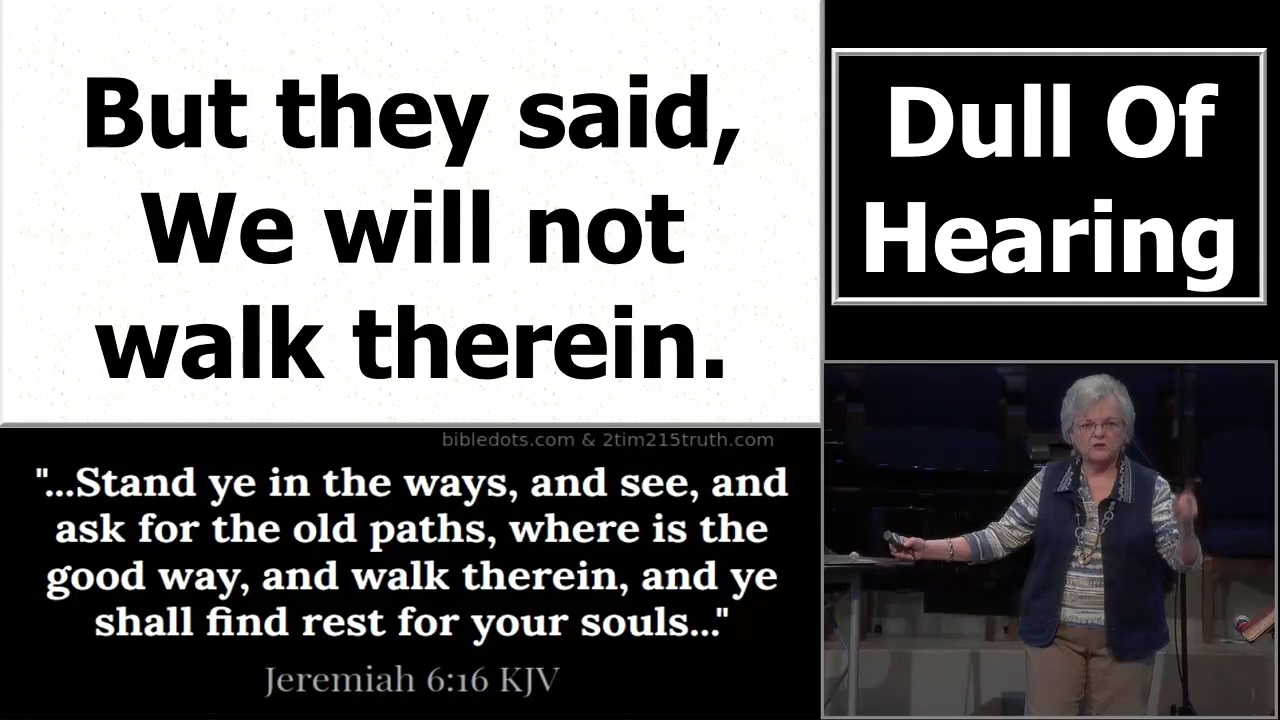 But they said,
We will not
walk therein.
Dull Of
Hearing
bibledots.com & 2tim215truth.com
"...Stand ye in the ways, and see, and
ask for the old paths, where is the
good way, and walk therein, and ye
shall find rest for your souls..."
Jeremiah 6:16 KJV